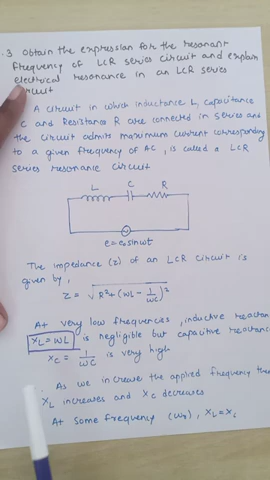 .3 Obtain the expression for the resonant
frequency of LCR series circuit and explain
electrical resonance in an LCR series
circuit
A circuit in which inductance L, capacitance
C and Resistance R are connected in series and
the circuit admits maximum current corresponding
to a given frequency of AC, is called a LCR
series resonance circuit
L C R
e=e₀sinωt
The impedance (z) of an LCR circuit is
given by,
z = √R²+(ωL - 1/ωC)²
At very low frequencies, inductive reactan
XL = ωL is negligible but capacitive reactance
Xc = 1/ωC is very high
As we increase the applied frequency then
XL increases and Xc decreases
At some frequency (ωr), XL = Xc